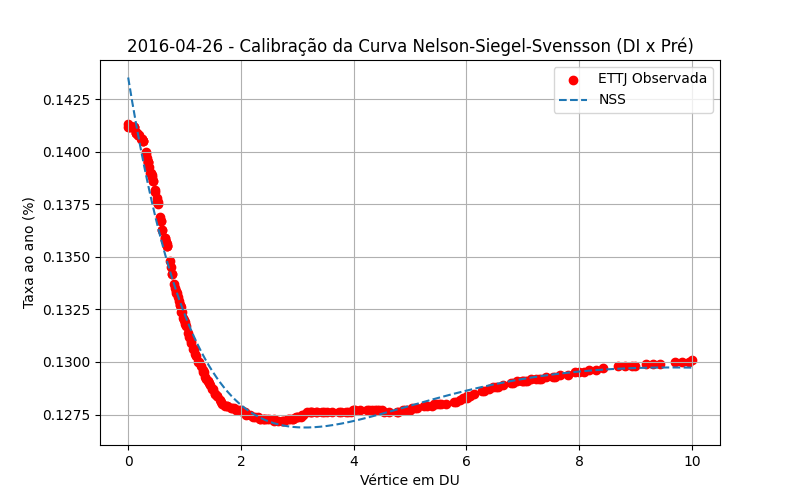 2016-04-26 - Calibração da Curva Nelson-Siegel-Svensson (DI x Pré)
ETTJ Observada
NSS
Taxa ao ano (%)
0.1425
0.1400
0.1375
0.1350
0.1325
0.1300
0.1275
0 2 4 6 8 10
Vértice em DU